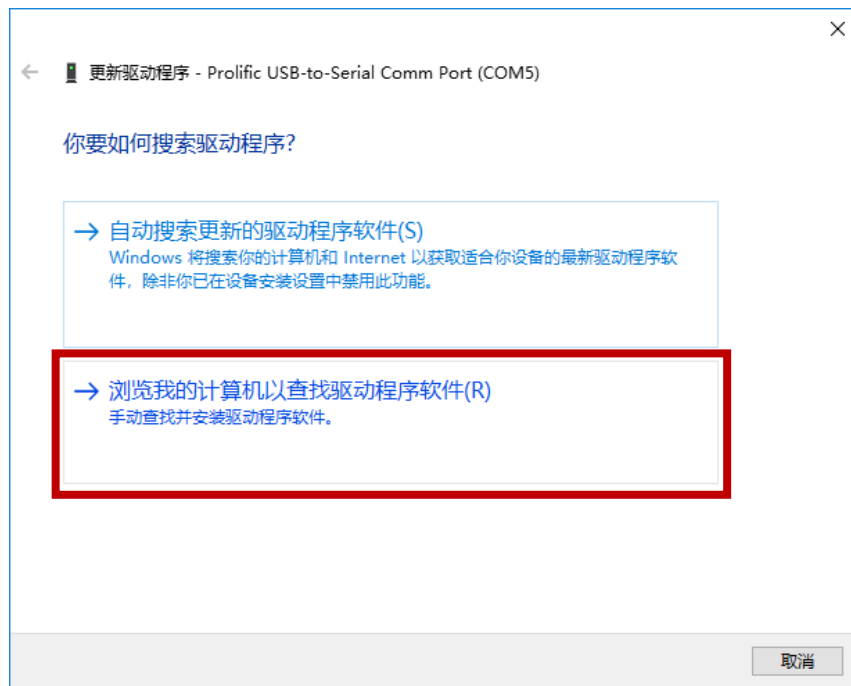 更新驱动程序 - Prolific USB-to-Serial Comm Port (COM5)
你要如何搜索驱动程序?
自动搜索更新的驱动程序软件(S)
Windows 将搜索你的计算机和 Internet 以获取适合你设备的最新驱动程序软
件，除非你已在设备安装设置中禁用此功能。
浏览我的计算机以查找驱动程序软件(R)
手动查找并安装驱动程序软件。
取消